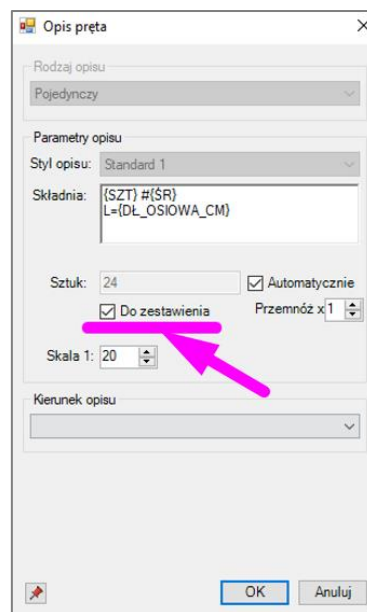 Opis pręta
Rodzaj opisu
Pojedynczy
Parametry opisu
Styl opisu: Standard 1
Składnia: {SZT} #{ŚR}
L={DŁ_OSIOWA_CM}
Sztuk: 24 Automatycznie
Do zestawienia Przemnóż x 1
Skala 1: 20
Kierunek opisu
OK Anuluj